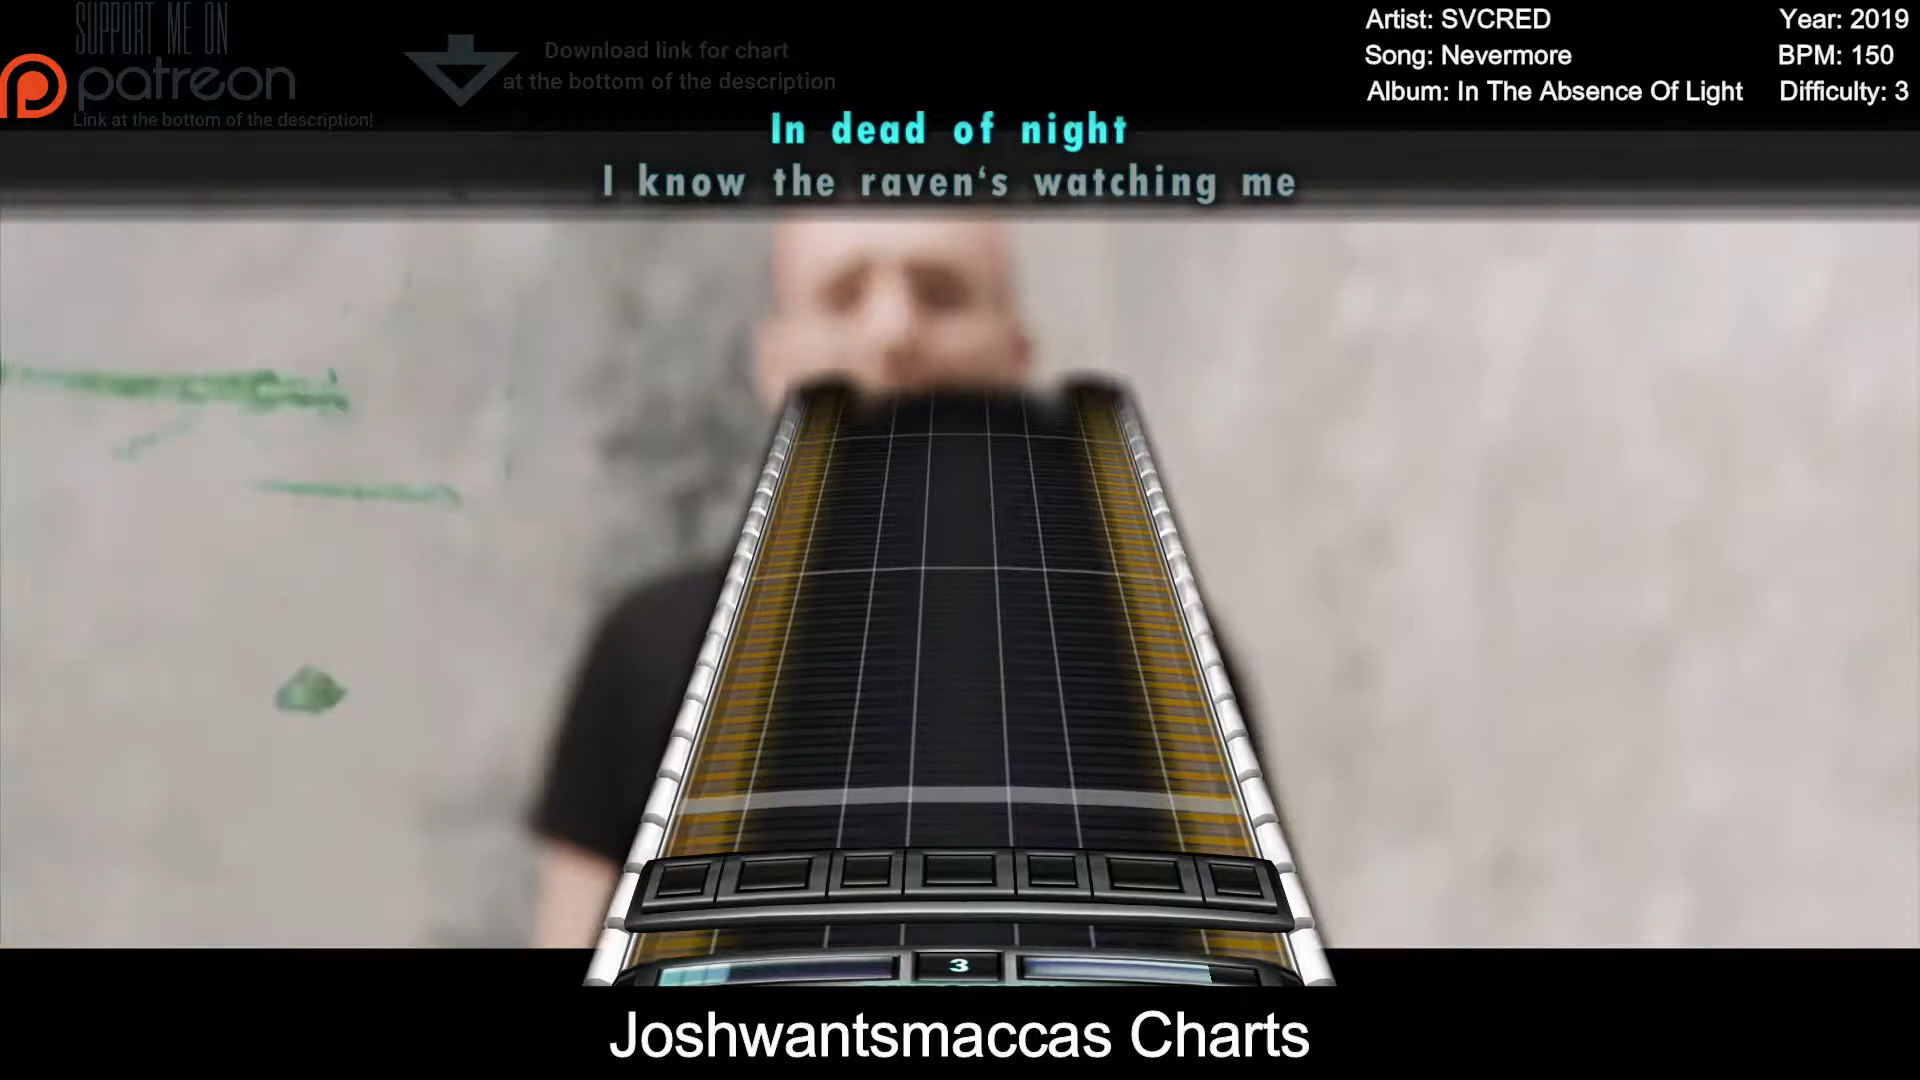 SUPPORT ME ON
patreon
Link at the bottom of the description!
Download link for chart
at the bottom of the description
Artist: SVCRED
Song: Nevermore
Album: In The Absence Of Light
Year: 2019
BPM: 150
Difficulty: 3
In dead of night
I know the raven's watching me
3
Joshwantsmaccas Charts